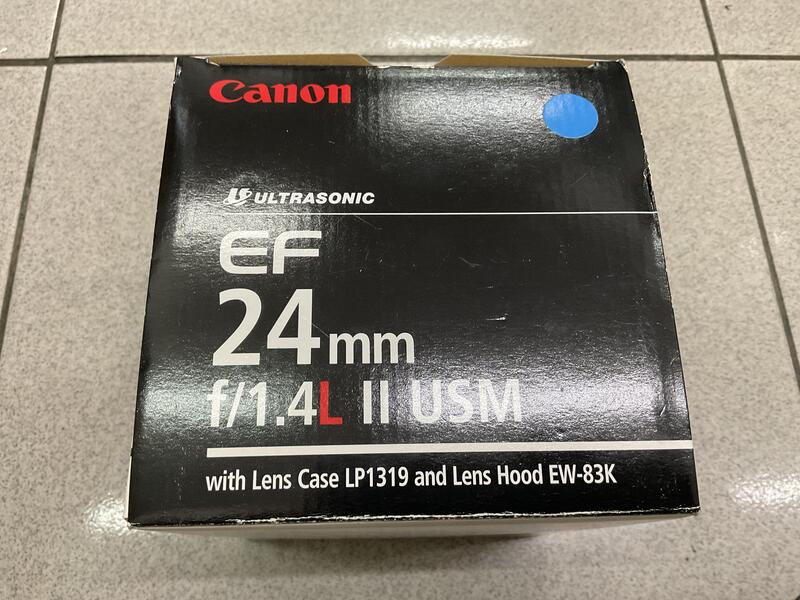 Canon
ULTRASONIC
EF
24mm
f/1.4L II USM
with Lens Case LP1319 and Lens Hood EW-83K